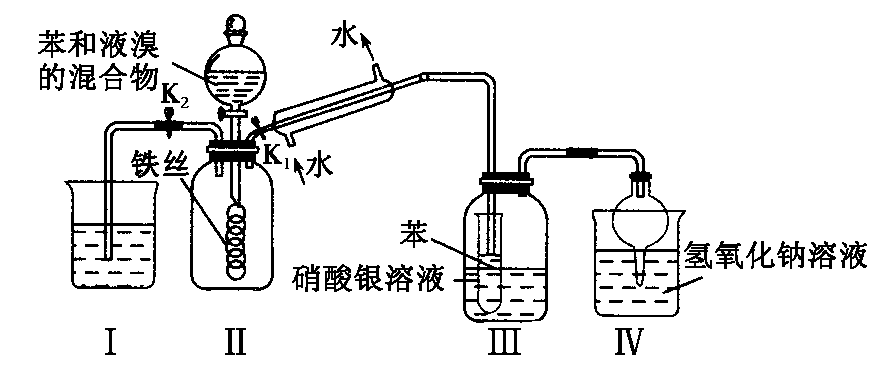 苯和液溴
的混合物
水
K₂
K₁
水
铁丝
苯
硝酸银溶液
氢氧化钠溶液
Ⅰ
Ⅱ
Ⅲ
Ⅳ